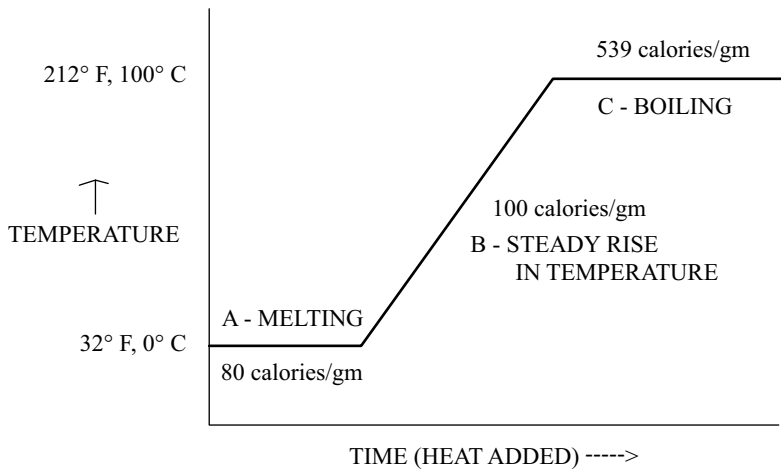 539 calories/gm
212° F, 100° C
C - BOILING
100 calories/gm
TEMPERATURE
B - STEADY RISE
IN TEMPERATURE
A - MELTING
32° F, 0° C
80 calories/gm
TIME (HEAT ADDED) ----->